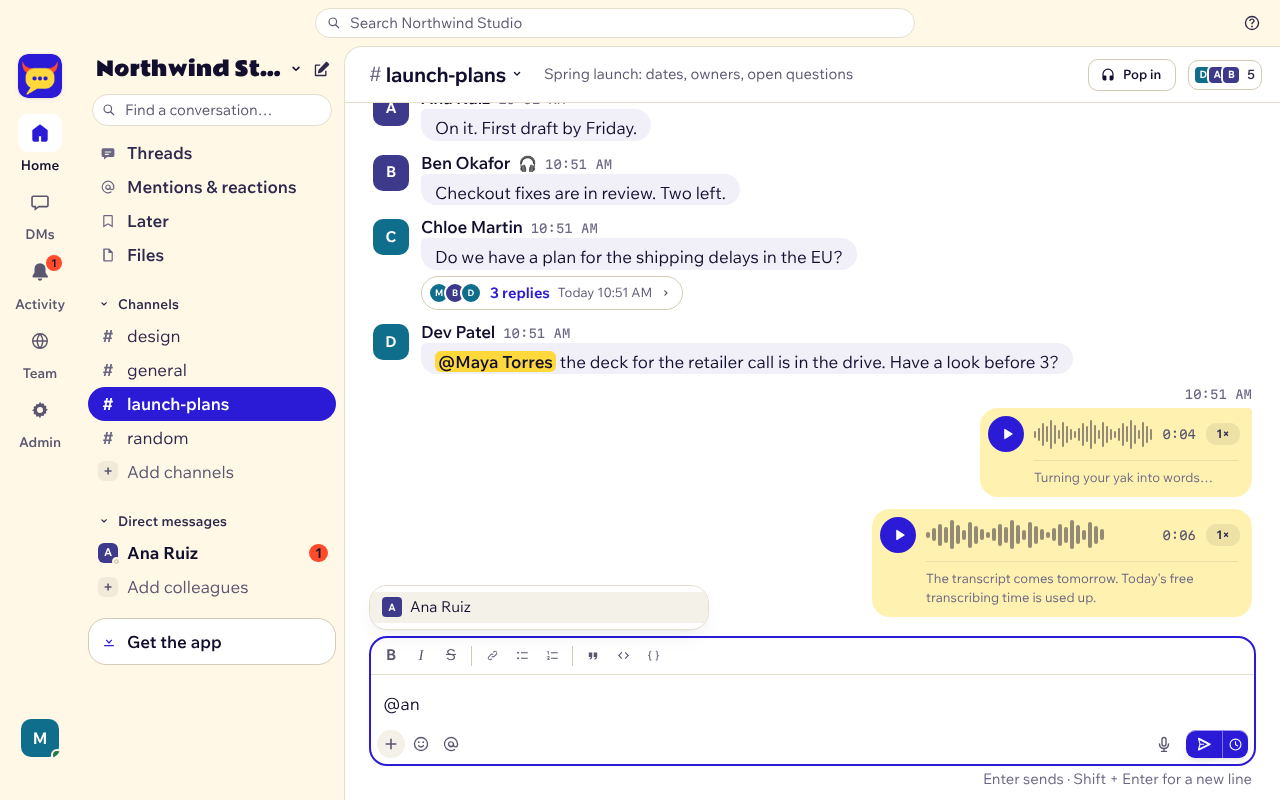 Search Northwind Studio
Northwind St...
Find a conversation...
Home
DMs
1
Activity
Team
Admin
M
Threads
Mentions & reactions
Later
Files
Channels
# design
# general
# launch-plans
# random
+ Add channels
Direct messages
A Ana Ruiz 1
+ Add colleagues
Get the app
# launch-plans
Spring launch: dates, owners, open questions
Pop in
D A B 5
A
On it. First draft by Friday.
B Ben Okafor 🎧 10:51 AM
Checkout fixes are in review. Two left.
C Chloe Martin 10:51 AM
Do we have a plan for the shipping delays in the EU?
M B D 3 replies Today 10:51 AM
D Dev Patel 10:51 AM
@Maya Torres the deck for the retailer call is in the drive. Have a look before 3?
10:51 AM
0:04 1×
Turning your yak into words...
0:06 1×
The transcript comes tomorrow. Today's free
transcribing time is used up.
A Ana Ruiz
B I S
@an
Enter sends · Shift + Enter for a new line